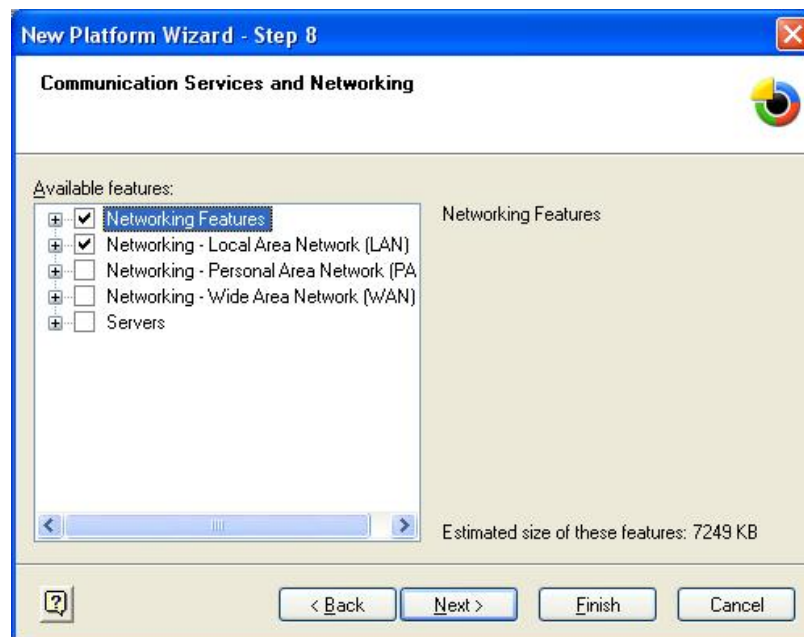 New Platform Wizard - Step 8
Communication Services and Networking
Available features:
Networking Features
Networking - Local Area Network (LAN)
Networking - Personal Area Network (PA
Networking - Wide Area Network (WAN)
Servers
Networking Features
Estimated size of these features: 7249 KB
?
< Back
Next >
Finish
Cancel